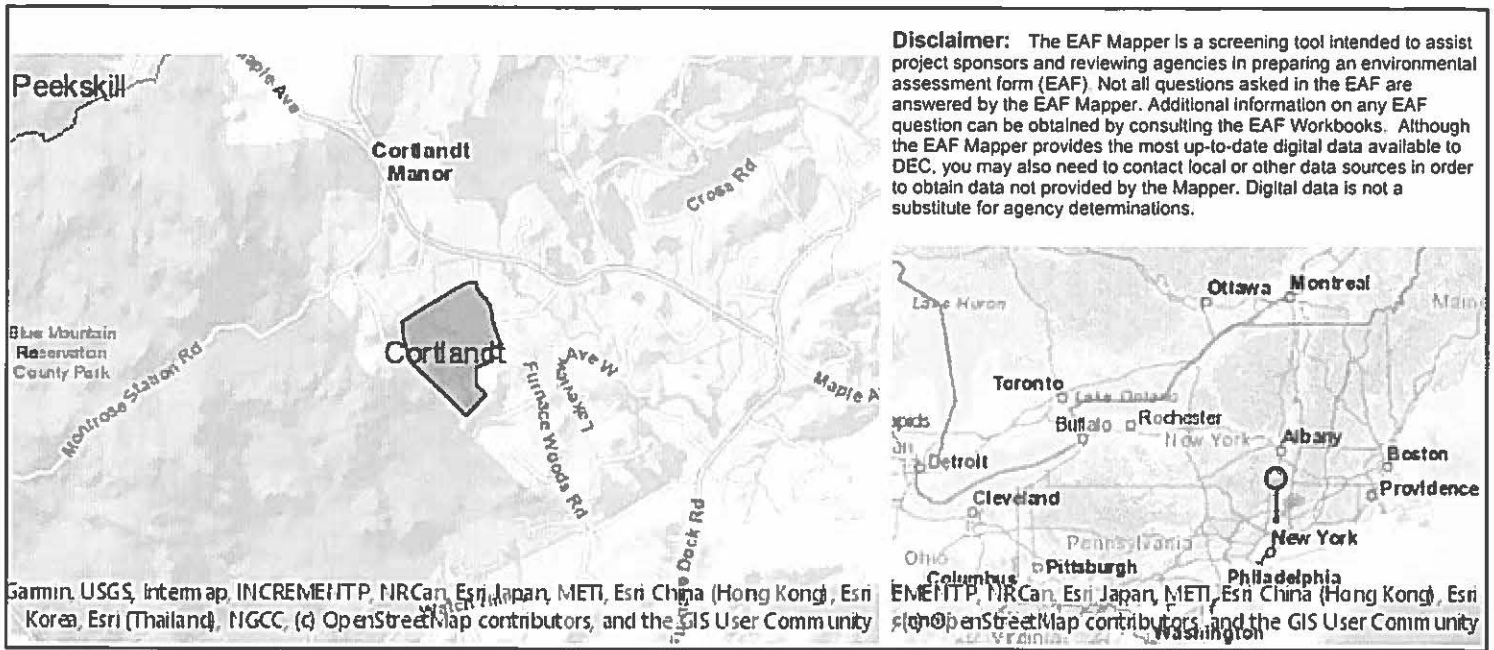 Disclaimer: The EAF Mapper is a screening tool intended to assist
project sponsors and reviewing agencies in preparing an environmental
assessment form (EAF). Not all questions asked in the EAF are
answered by the EAF Mapper. Additional information on any EAF
question can be obtained by consulting the EAF Workbooks. Although
the EAF Mapper provides the most up-to-date digital data available to
DEC, you may also need to contact local or other data sources in order
to obtain data not provided by the Mapper. Digital data is not a
substitute for agency determinations.
Peekskill
Maple Ave
Cortlandt
Manor
Crosa Rd
Blue Mountain
Reservation
County Park
Montrose Station Rd
Cortlandt
Ave W
Furnace Woods Rd
Maple A
Dock Rd
Garmin, USGS, Intermap, INCREMENT P, NRCan, Esri Japan, METI, Esri China (Hong Kong), Esri
Korea, Esri (Thailand), NGCC, (c) OpenStreetMap contributors, and the GIS User Community
Lake Huron
Ottawa
Montreal
Toronto
Lake Ontario
Rochester
Buffalo
New York
Albany
Boston
Detroit
Providence
Cleveland
New York
Pennsylvania
Ohio
Pittsburgh
Philadelphia
Columbus
EMENT P, NRCan, Esri Japan, METI, Esri China (Hong Kong), Esri
OpenStreetMap contributors, and the GIS User Community
Washington